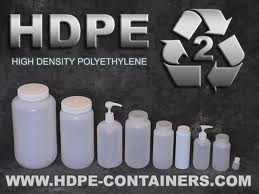 HDPE
2
HIGH DENSITY POLYETHYLENE
WWW.HDPE-CONTAINERS.COM